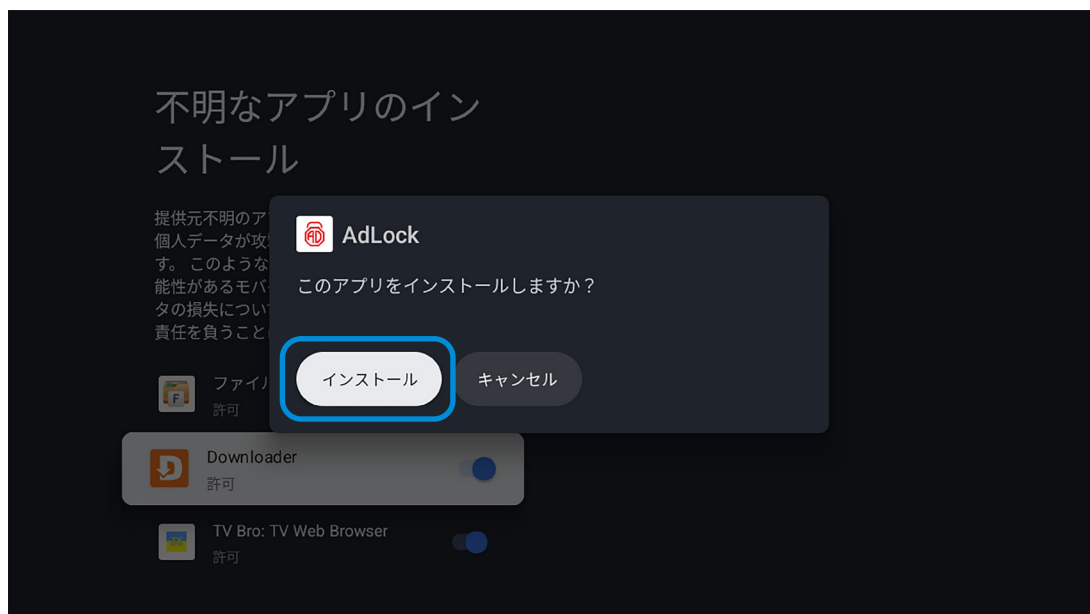 不明なアプリのイン
ストール
提供元不明のア
個人データが攻
す。 このような
能性があるモバ
タの損失につい
責任を負うこと
AD
AdLock
このアプリをインストールしますか？
インストール
キャンセル
F
ファイル
許可
Downloader
許可
TV Bro: TV Web Browser
許可